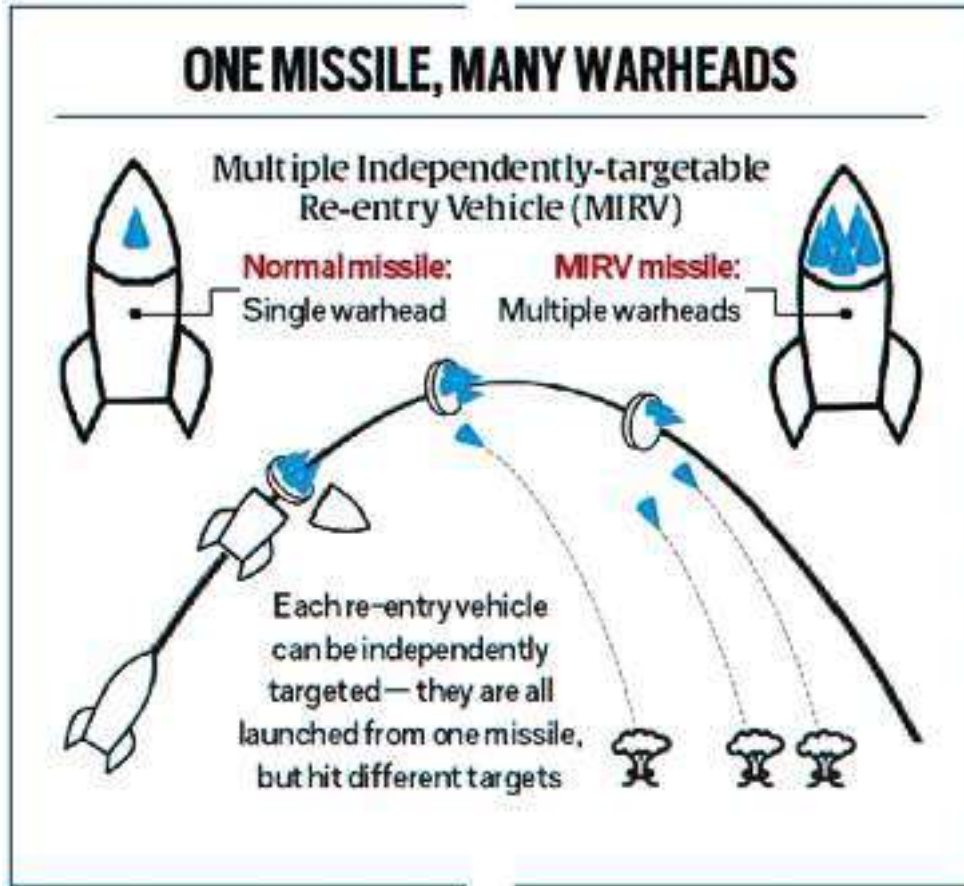 ONE MISSILE, MANY WARHEADS
Multiple Independently-targetable
Re-entry Vehicle (MIRV)
Normal missile:
Single warhead
MIRV missile:
Multiple warheads
Each re-entry vehicle
can be independently
targeted — they are all
launched from one missile,
but hit different targets